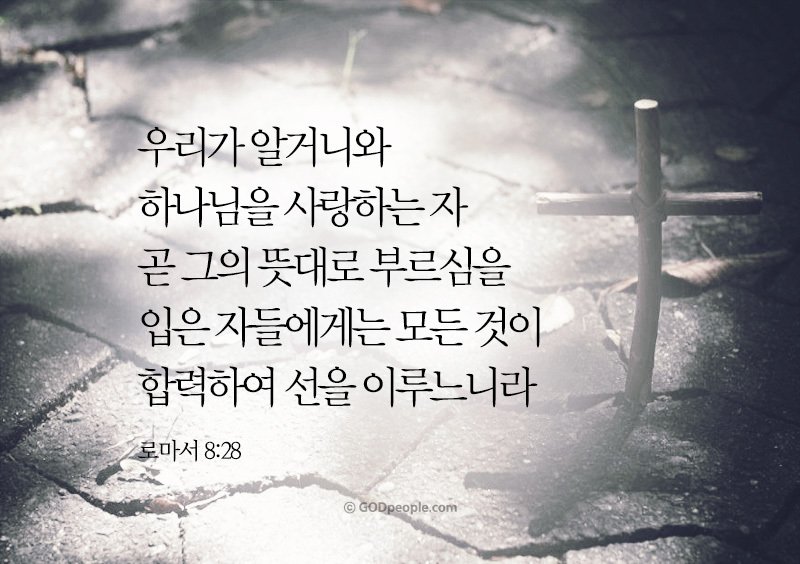 우리가 알거니와
하나님을 사랑하는 자
곧 그의 뜻대로 부르심을
입은 자들에게는 모든 것이
합력하여 선을 이루느니라
로마서 8:28
© GODpeople.com